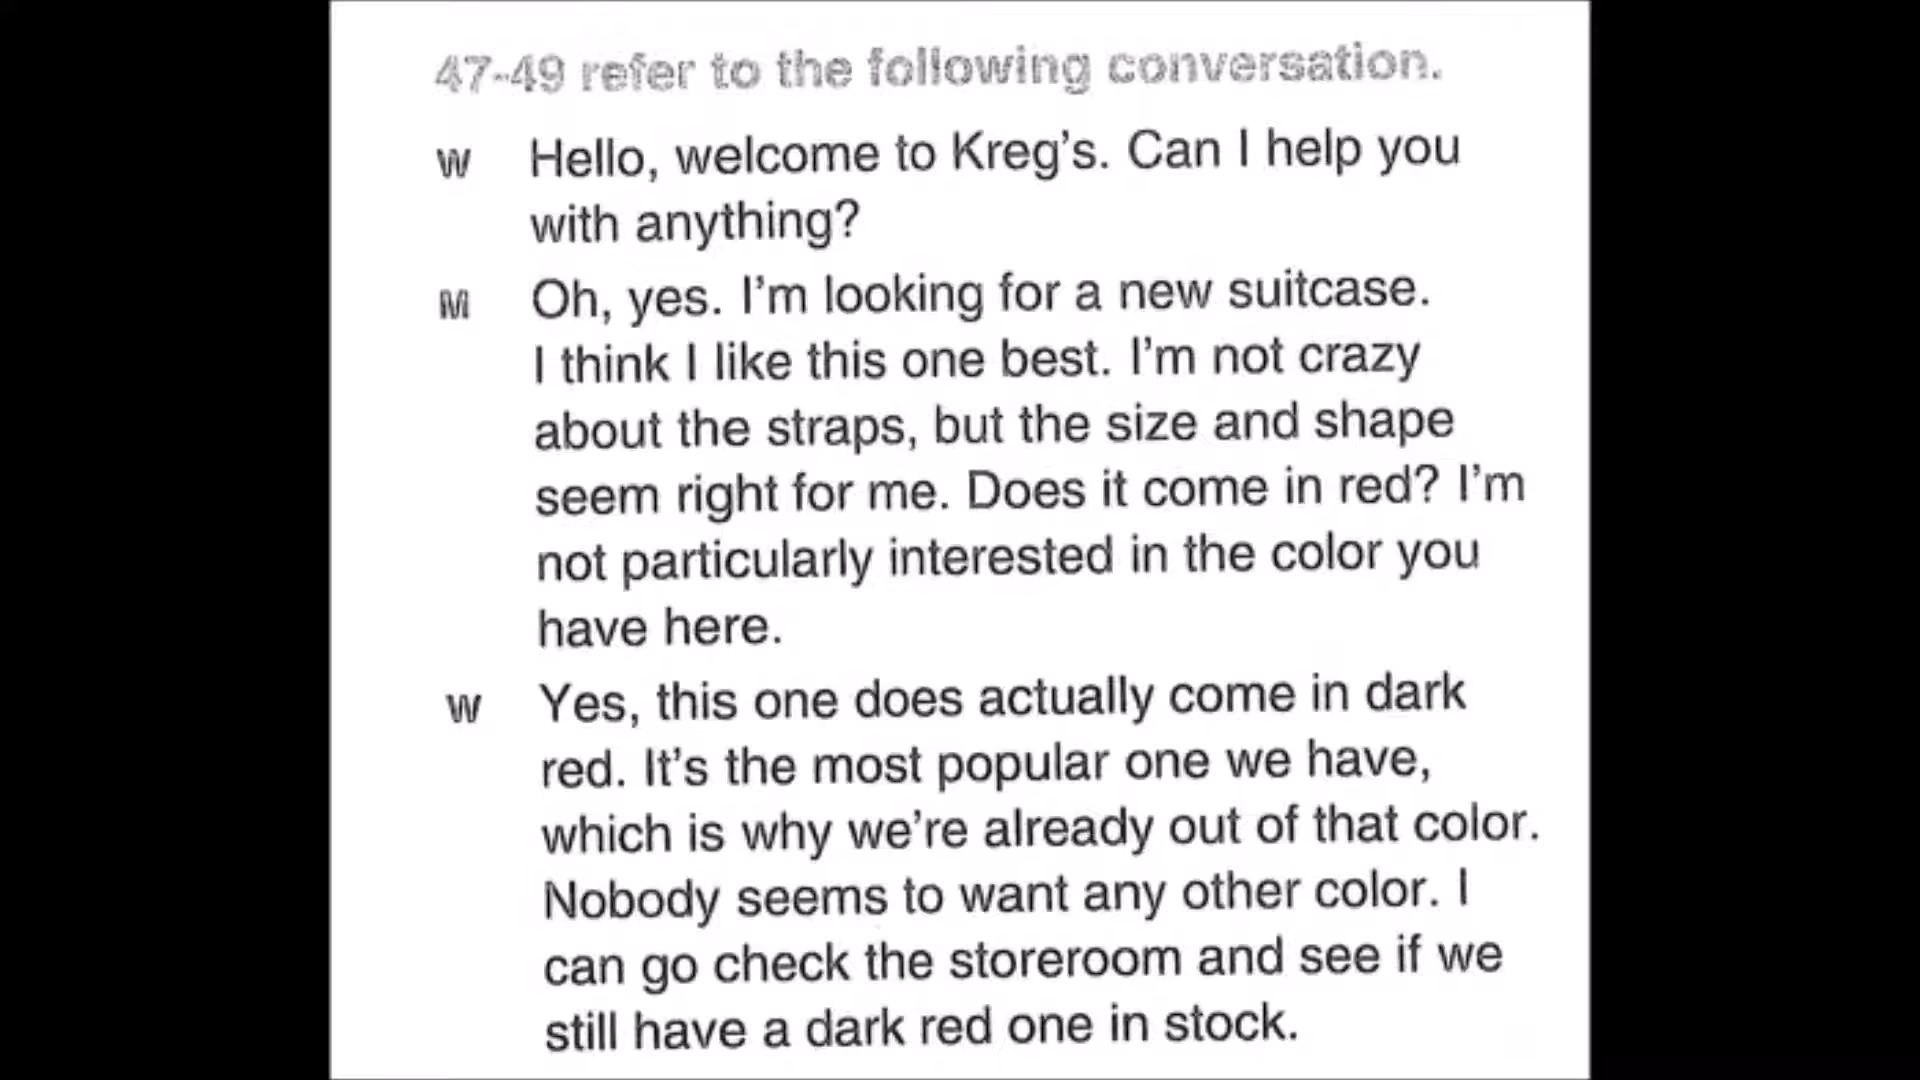 47-49 refer to the following conversation.
W Hello, welcome to Kreg's. Can I help you
with anything?
M Oh, yes. I'm looking for a new suitcase.
I think I like this one best. I'm not crazy
about the straps, but the size and shape
seem right for me. Does it come in red? I'm
not particularly interested in the color you
have here.
W Yes, this one does actually come in dark
red. It's the most popular one we have,
which is why we're already out of that color.
Nobody seems to want any other color. I
can go check the storeroom and see if we
still have a dark red one in stock.